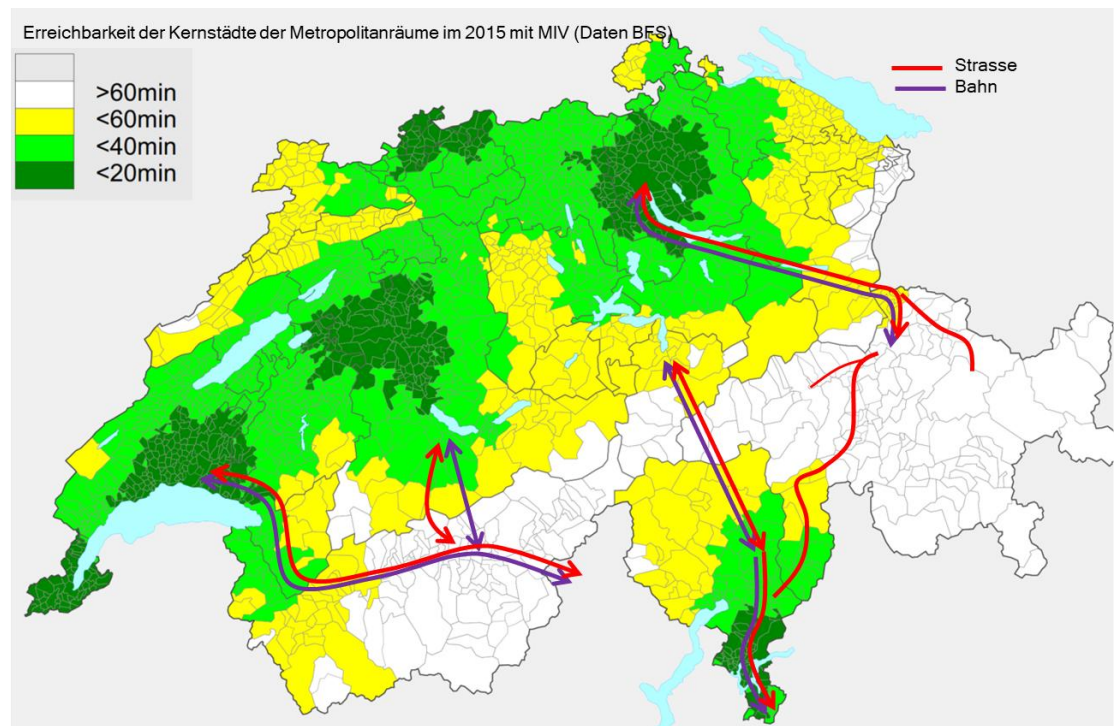 Erreichbarkeit der Kernstädte der Metropolitanräume im 2015 mit MIV (Daten BFS)
>60min
<60min
<40min
<20min
Strasse
Bahn